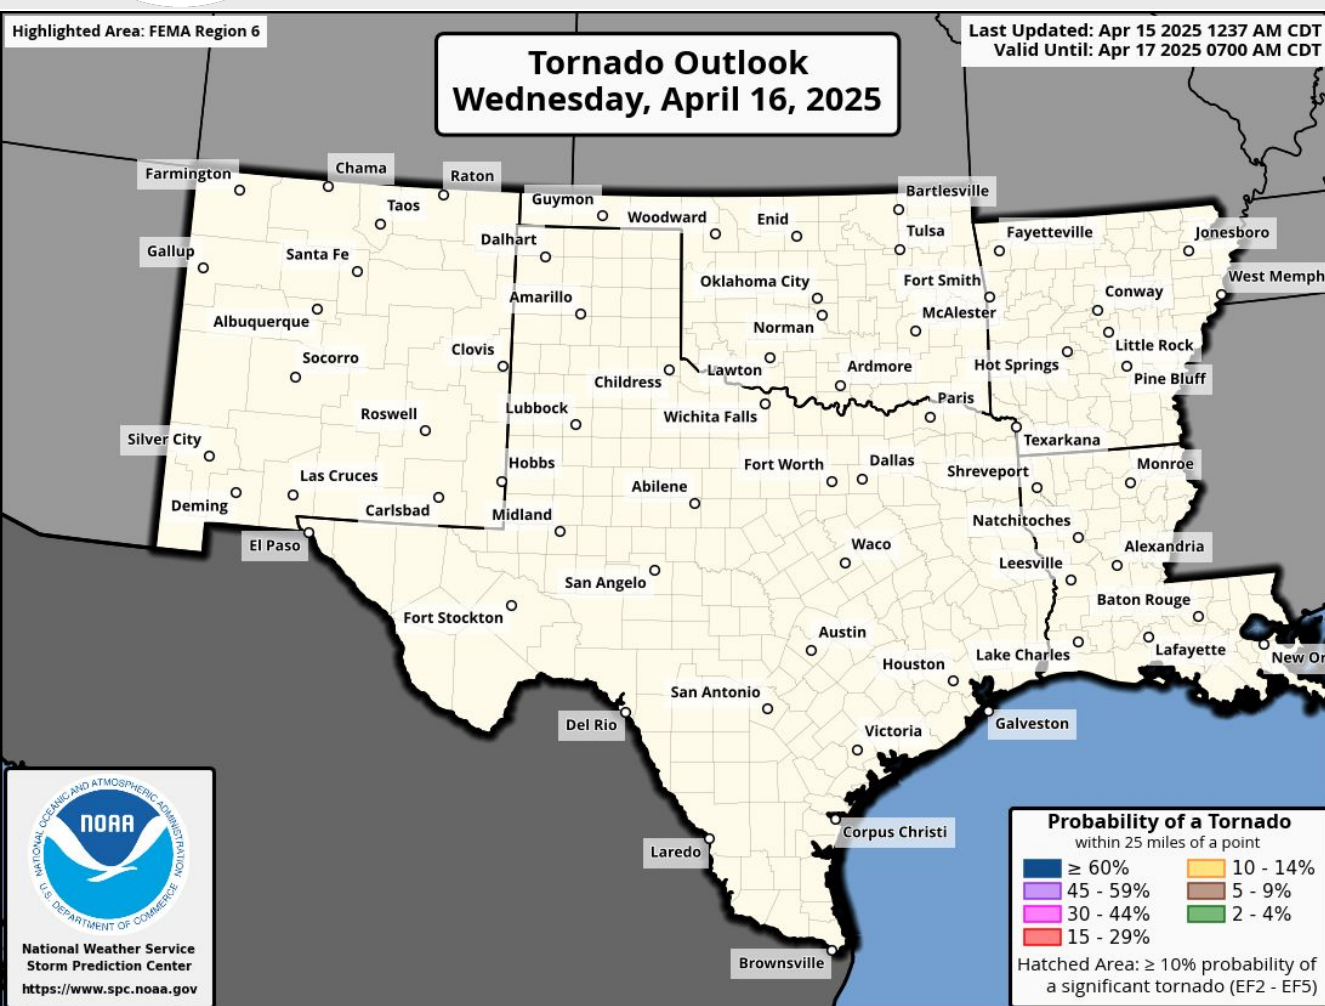 Highlighted Area: FEMA Region 6
Last Updated: Apr 15 2025 1237 AM CDT
Valid Until: Apr 17 2025 0700 AM CDT
Tornado Outlook
Wednesday, April 16, 2025
Farmington
Chama
Raton
Taos
Guymon
Woodward
Enid
Bartlesville
Tulsa
Fayetteville
Jonesboro
Gallup
Santa Fe
Dalhart
Oklahoma City
Fort Smith
West Memph
Albuquerque
Amarillo
Norman
McAlester
Conway
Little Rock
Socorro
Clovis
Childress
Lawton
Ardmore
Hot Springs
Pine Bluff
Roswell
Lubbock
Wichita Falls
Paris
Silver City
Texarkana
Las Cruces
Hobbs
Abilene
Fort Worth
Dallas
Shreveport
Monroe
Deming
Carlsbad
Midland
Natchitoches
El Paso
San Angelo
Waco
Leesville
Alexandria
Fort Stockton
Baton Rouge
Austin
Houston
Lake Charles
Lafayette
New Or
San Antonio
Del Rio
Victoria
Galveston
Laredo
Corpus Christi
Brownsville
NATIONAL OCEANIC AND ATMOSPHERIC ADMINISTRATION
NOAA
U.S. DEPARTMENT OF COMMERCE
National Weather Service
Storm Prediction Center
https://www.spc.noaa.gov
Probability of a Tornado
within 25 miles of a point
≥ 60%
10 - 14%
45 - 59%
5 - 9%
30 - 44%
2 - 4%
15 - 29%
Hatched Area: ≥ 10% probability of
a significant tornado (EF2 - EF5)